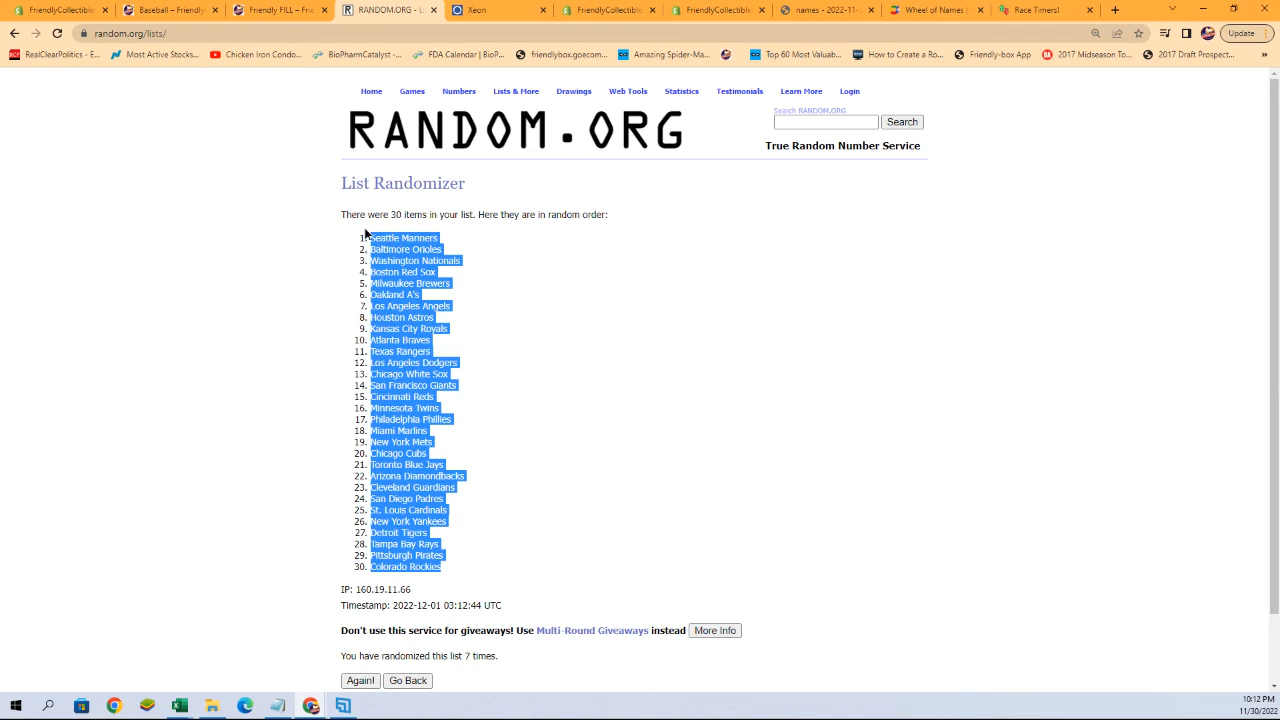 FriendlyCollectible
Baseball – Friendly
Friendly FILL – Frie
RANDOM.ORG - L
Xeon
FriendlyCollectible
FriendlyCollectible
names - 2022-11-
Wheel of Names |
Race Timers!
random.org/lists/
Update
RealClearPolitics - E...
Most Active Stocks...
Chicken Iron Condo...
BioPharmCatalyst -...
FDA Calendar | BioP...
friendlybox.goecom...
Amazing Spider-Ma...
Top 60 Most Valuab...
How to Create a Ro...
Friendly-box App
2017 Midseason To...
2017 Draft Prospect...
»
Home Games Numbers Lists & More Drawings Web Tools Statistics Testimonials Learn More Login
RANDOM.ORG
Search RANDOM.ORG
Search
True Random Number Service
List Randomizer
There were 30 items in your list. Here they are in random order:
1. Seattle Mariners
2. Baltimore Orioles
3. Washington Nationals
4. Boston Red Sox
5. Milwaukee Brewers
6. Oakland A's
7. Los Angeles Angels
8. Houston Astros
9. Kansas City Royals
10. Atlanta Braves
11. Texas Rangers
12. Los Angeles Dodgers
13. Chicago White Sox
14. San Francisco Giants
15. Cincinnati Reds
16. Minnesota Twins
17. Philadelphia Phillies
18. Miami Marlins
19. New York Mets
20. Chicago Cubs
21. Toronto Blue Jays
22. Arizona Diamondbacks
23. Cleveland Guardians
24. San Diego Padres
25. St. Louis Cardinals
26. New York Yankees
27. Detroit Tigers
28. Tampa Bay Rays
29. Pittsburgh Pirates
30. Colorado Rockies
IP: 160.19.11.66
Timestamp: 2022-12-01 03:12:44 UTC
Don't use this service for giveaways! Use Multi-Round Giveaways instead More Info
You have randomized this list 7 times.
Again! Go Back
10:12 PM
11/30/2022